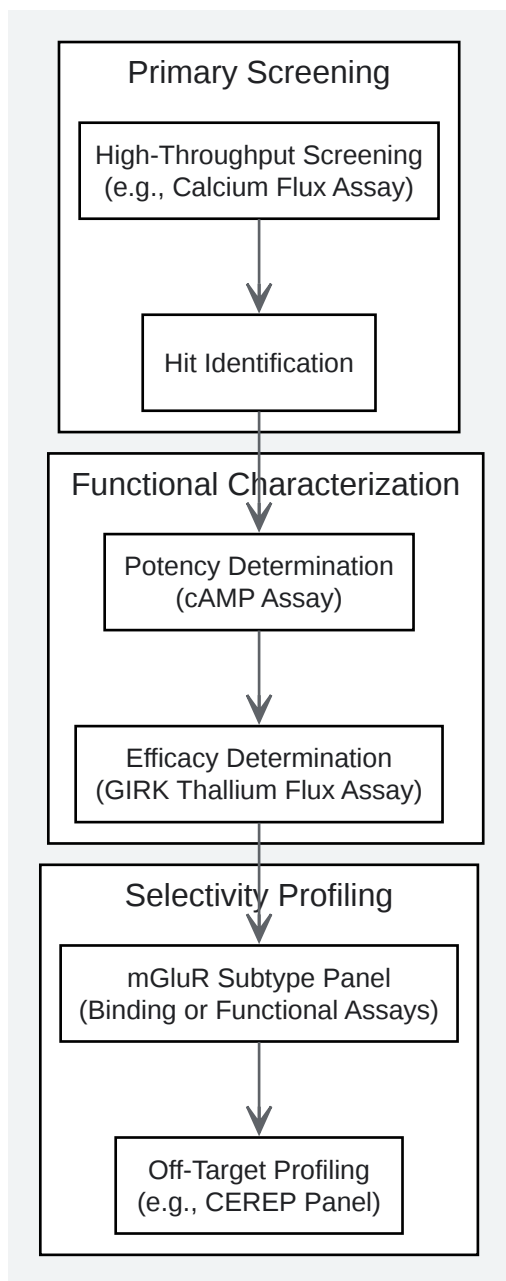 Primary Screening
High-Throughput Screening
(e.g., Calcium Flux Assay)
Hit Identification
Functional Characterization
Potency Determination
(cAMP Assay)
Efficacy Determination
(GIRK Thallium Flux Assay)
Selectivity Profiling
mGluR Subtype Panel
(Binding or Functional Assays)
Off-Target Profiling
(e.g., CEREP Panel)